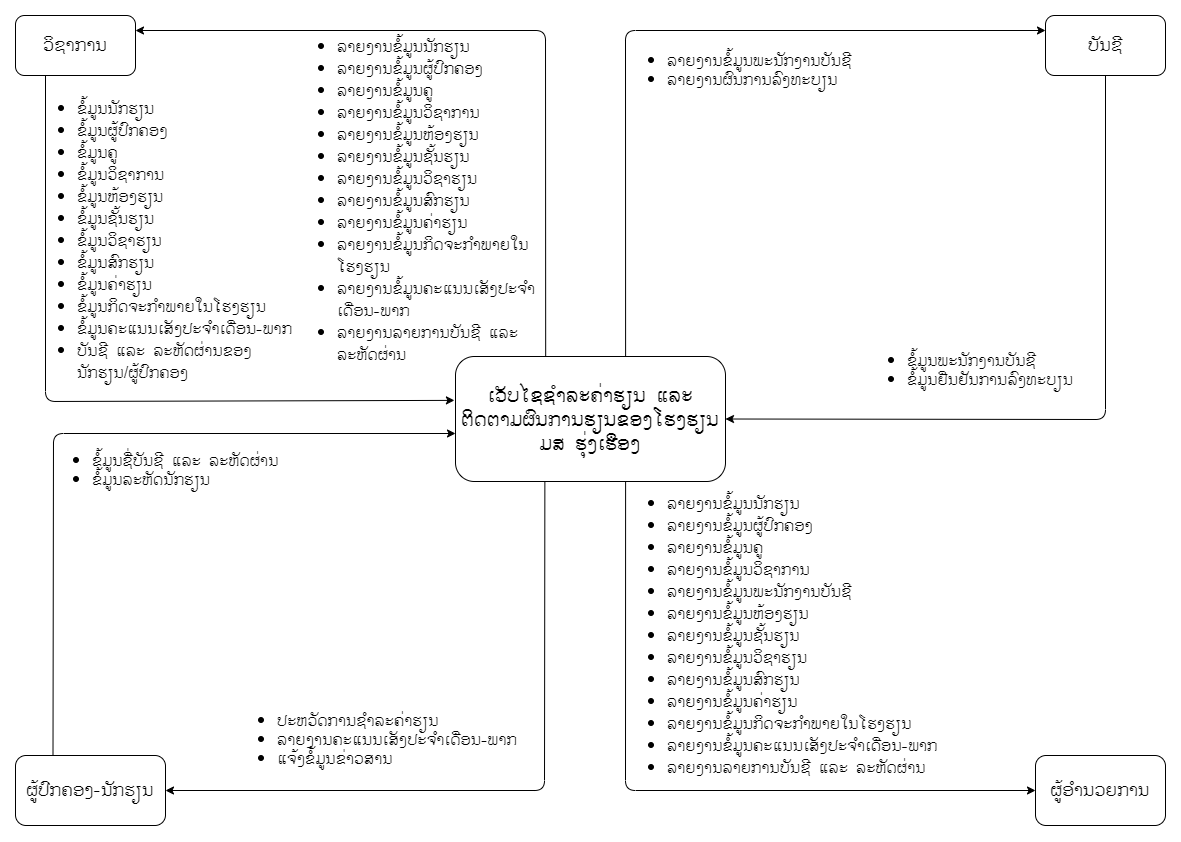 ວິຊາການ
ລາຍງານຂໍ້ມູນນັກຮຽນ
ລາຍງານຂໍ້ມູນຜູ້ປົກຄອງ
ລາຍງານຂໍ້ມູນຄູ
ລາຍງານຂໍ້ມູນວິຊາການ
ລາຍງານຂໍ້ມູນຫ້ອງຮຽນ
ລາຍງານຂໍ້ມູນຊັ້ນຮຽນ
ລາຍງານຂໍ້ມູນວິຊາຮຽນ
ລາຍງານຂໍ້ມູນສົກຮຽນ
ລາຍງານຂໍ້ມູນຄ່າຮຽນ
ລາຍງານຂໍ້ມູນກິດຈະກຳພາຍໃນ
ໂຮງຮຽນ
ລາຍງານຂໍ້ມູນຄະແນນເສັງປະຈຳ
ເດືອນ-ພາກ
ລາຍງານລາຍການບັນຊີ ແລະ
ລະຫັດຜ່ານ
ຂໍ້ມູນນັກຮຽນ
ຂໍ້ມູນຜູ້ປົກຄອງ
ຂໍ້ມູນຄູ
ຂໍ້ມູນວິຊາການ
ຂໍ້ມູນຫ້ອງຮຽນ
ຂໍ້ມູນຊັ້ນຮຽນ
ຂໍ້ມູນວິຊາຮຽນ
ຂໍ້ມູນສົກຮຽນ
ຂໍ້ມູນຄ່າຮຽນ
ຂໍ້ມູນກິດຈະກຳພາຍໃນໂຮງຮຽນ
ຂໍ້ມູນຄະແນນເສັງປະຈຳເດືອນ-ພາກ
ບັນຊີ ແລະ ລະຫັດຜ່ານຂອງ
ນັກຮຽນ/ຜູ້ປົກຄອງ
ບັນຊີ
ລາຍງານຂໍ້ມູນພະນັກງານບັນຊີ
ລາຍງານຜົນການລົງທະບຽນ
ຂໍ້ມູນພະນັກງານບັນຊີ
ຂໍ້ມູນຢືນຢັນການລົງທະບຽນ
ເວັບໄຊຊຳລະຄ່າຮຽນ ແລະ
ຕິດຕາມຜົນການຮຽນຂອງໂຮງຮຽນ
ມສ ຮຸ່ງເຮືອງ
ຂໍ້ມູນຊື່ບັນຊີ ແລະ ລະຫັດຜ່ານ
ຂໍ້ມູນລະຫັດນັກຮຽນ
ປະຫວັດການຊຳລະຄ່າຮຽນ
ລາຍງານຄະແນນເສັງປະຈຳເດືອນ-ພາກ
ແຈ້ງຂໍ້ມູນຂ່າວສານ
ຜູ້ປົກຄອງ-ນັກຮຽນ
ລາຍງານຂໍ້ມູນນັກຮຽນ
ລາຍງານຂໍ້ມູນຜູ້ປົກຄອງ
ລາຍງານຂໍ້ມູນຄູ
ລາຍງານຂໍ້ມູນວິຊາການ
ລາຍງານຂໍ້ມູນພະນັກງານບັນຊີ
ລາຍງານຂໍ້ມູນຫ້ອງຮຽນ
ລາຍງານຂໍ້ມູນຊັ້ນຮຽນ
ລາຍງານຂໍ້ມູນວິຊາຮຽນ
ລາຍງານຂໍ້ມູນສົກຮຽນ
ລາຍງານຂໍ້ມູນຄ່າຮຽນ
ລາຍງານຂໍ້ມູນກິດຈະກຳພາຍໃນໂຮງຮຽນ
ລາຍງານຂໍ້ມູນຄະແນນເສັງປະຈຳເດືອນ-ພາກ
ລາຍງານລາຍການບັນຊີ ແລະ ລະຫັດຜ່ານ
ຜູ້ອຳນວຍການ